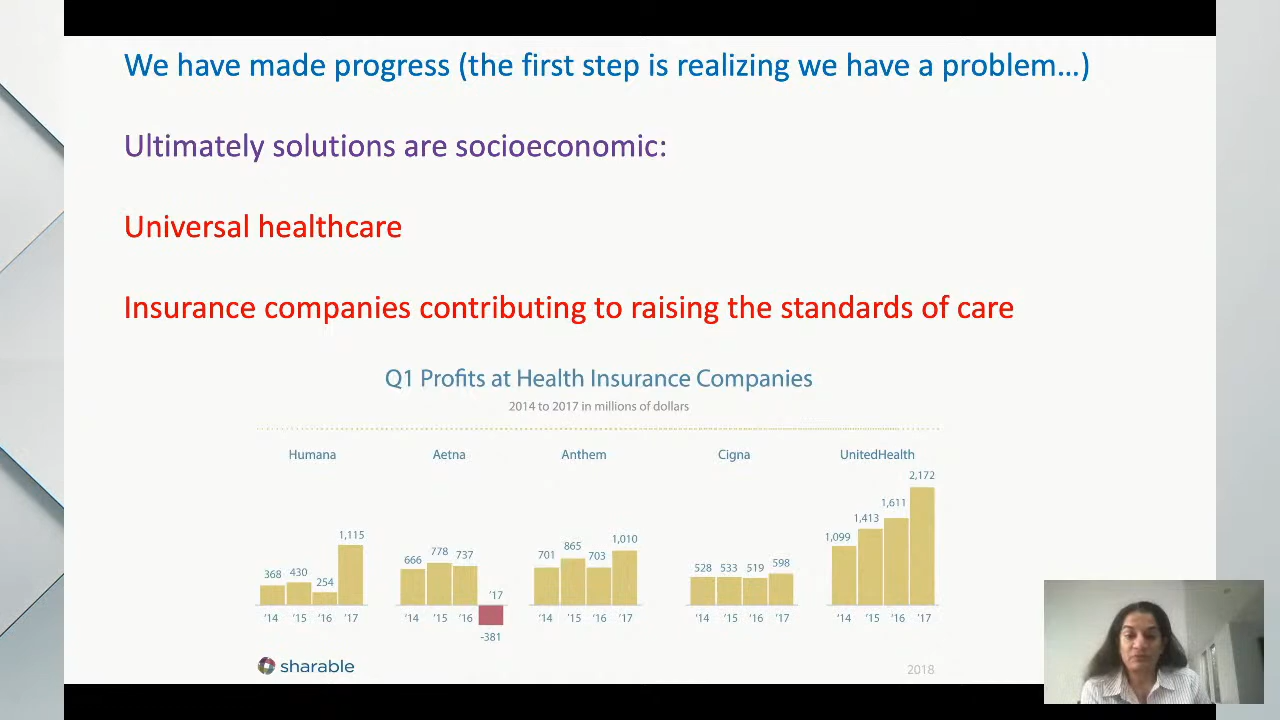 We have made progress (the first step is realizing we have a problem…)
Ultimately solutions are socioeconomic:
Universal healthcare
Insurance companies contributing to raising the standards of care
Q1 Profits at Health Insurance Companies
2014 to 2017 in millions of dollars
Humana Aetna Anthem Cigna UnitedHealth
368 430 254 1,115
'14 '15 '16 '17
666 778 737 '17
'14 '15 '16 -381
701 865 703 1,010
'14 '15 '16 '17
528 533 519 598
'14 '15 '16 '17
1,099 1,413 1,611 2,172
'14 '15 '16 '17
sharable
2018